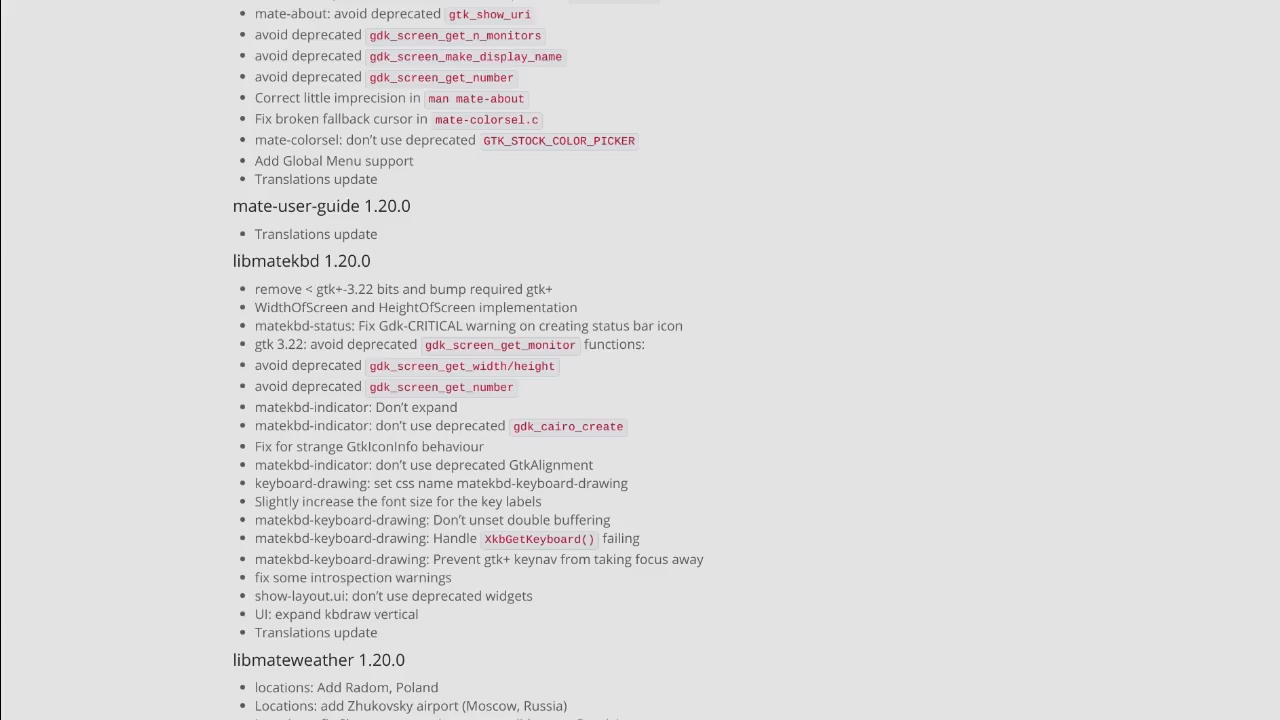 mate-about: avoid deprecated gtk_show_uri
avoid deprecated gdk_screen_get_n_monitors
avoid deprecated gdk_screen_make_display_name
avoid deprecated gdk_screen_get_number
Correct little imprecision in man mate-about
Fix broken fallback cursor in mate-colorsel.c
mate-colorsel: don’t use deprecated GTK_STOCK_COLOR_PICKER
Add Global Menu support
Translations update
mate-user-guide 1.20.0
Translations update
libmatekbd 1.20.0
remove < gtk+-3.22 bits and bump required gtk+
WidthOfScreen and HeightOfScreen implementation
matekbd-status: Fix Gdk-CRITICAL warning on creating status bar icon
gtk 3.22: avoid deprecated gdk_screen_get_monitor functions:
avoid deprecated gdk_screen_get_width/height
avoid deprecated gdk_screen_get_number
matekbd-indicator: Don’t expand
matekbd-indicator: don’t use deprecated gdk_cairo_create
Fix for strange GtkIconInfo behaviour
matekbd-indicator: don’t use deprecated GtkAlignment
keyboard-drawing: set css name matekbd-keyboard-drawing
Slightly increase the font size for the key labels
matekbd-keyboard-drawing: Don’t unset double buffering
matekbd-keyboard-drawing: Handle XkbGetKeyboard() failing
matekbd-keyboard-drawing: Prevent gtk+ keynav from taking focus away
fix some introspection warnings
show-layout.ui: don’t use deprecated widgets
UI: expand kbdraw vertical
Translations update
libmateweather 1.20.0
locations: Add Radom, Poland
Locations: add Zhukovsky airport (Moscow, Russia)